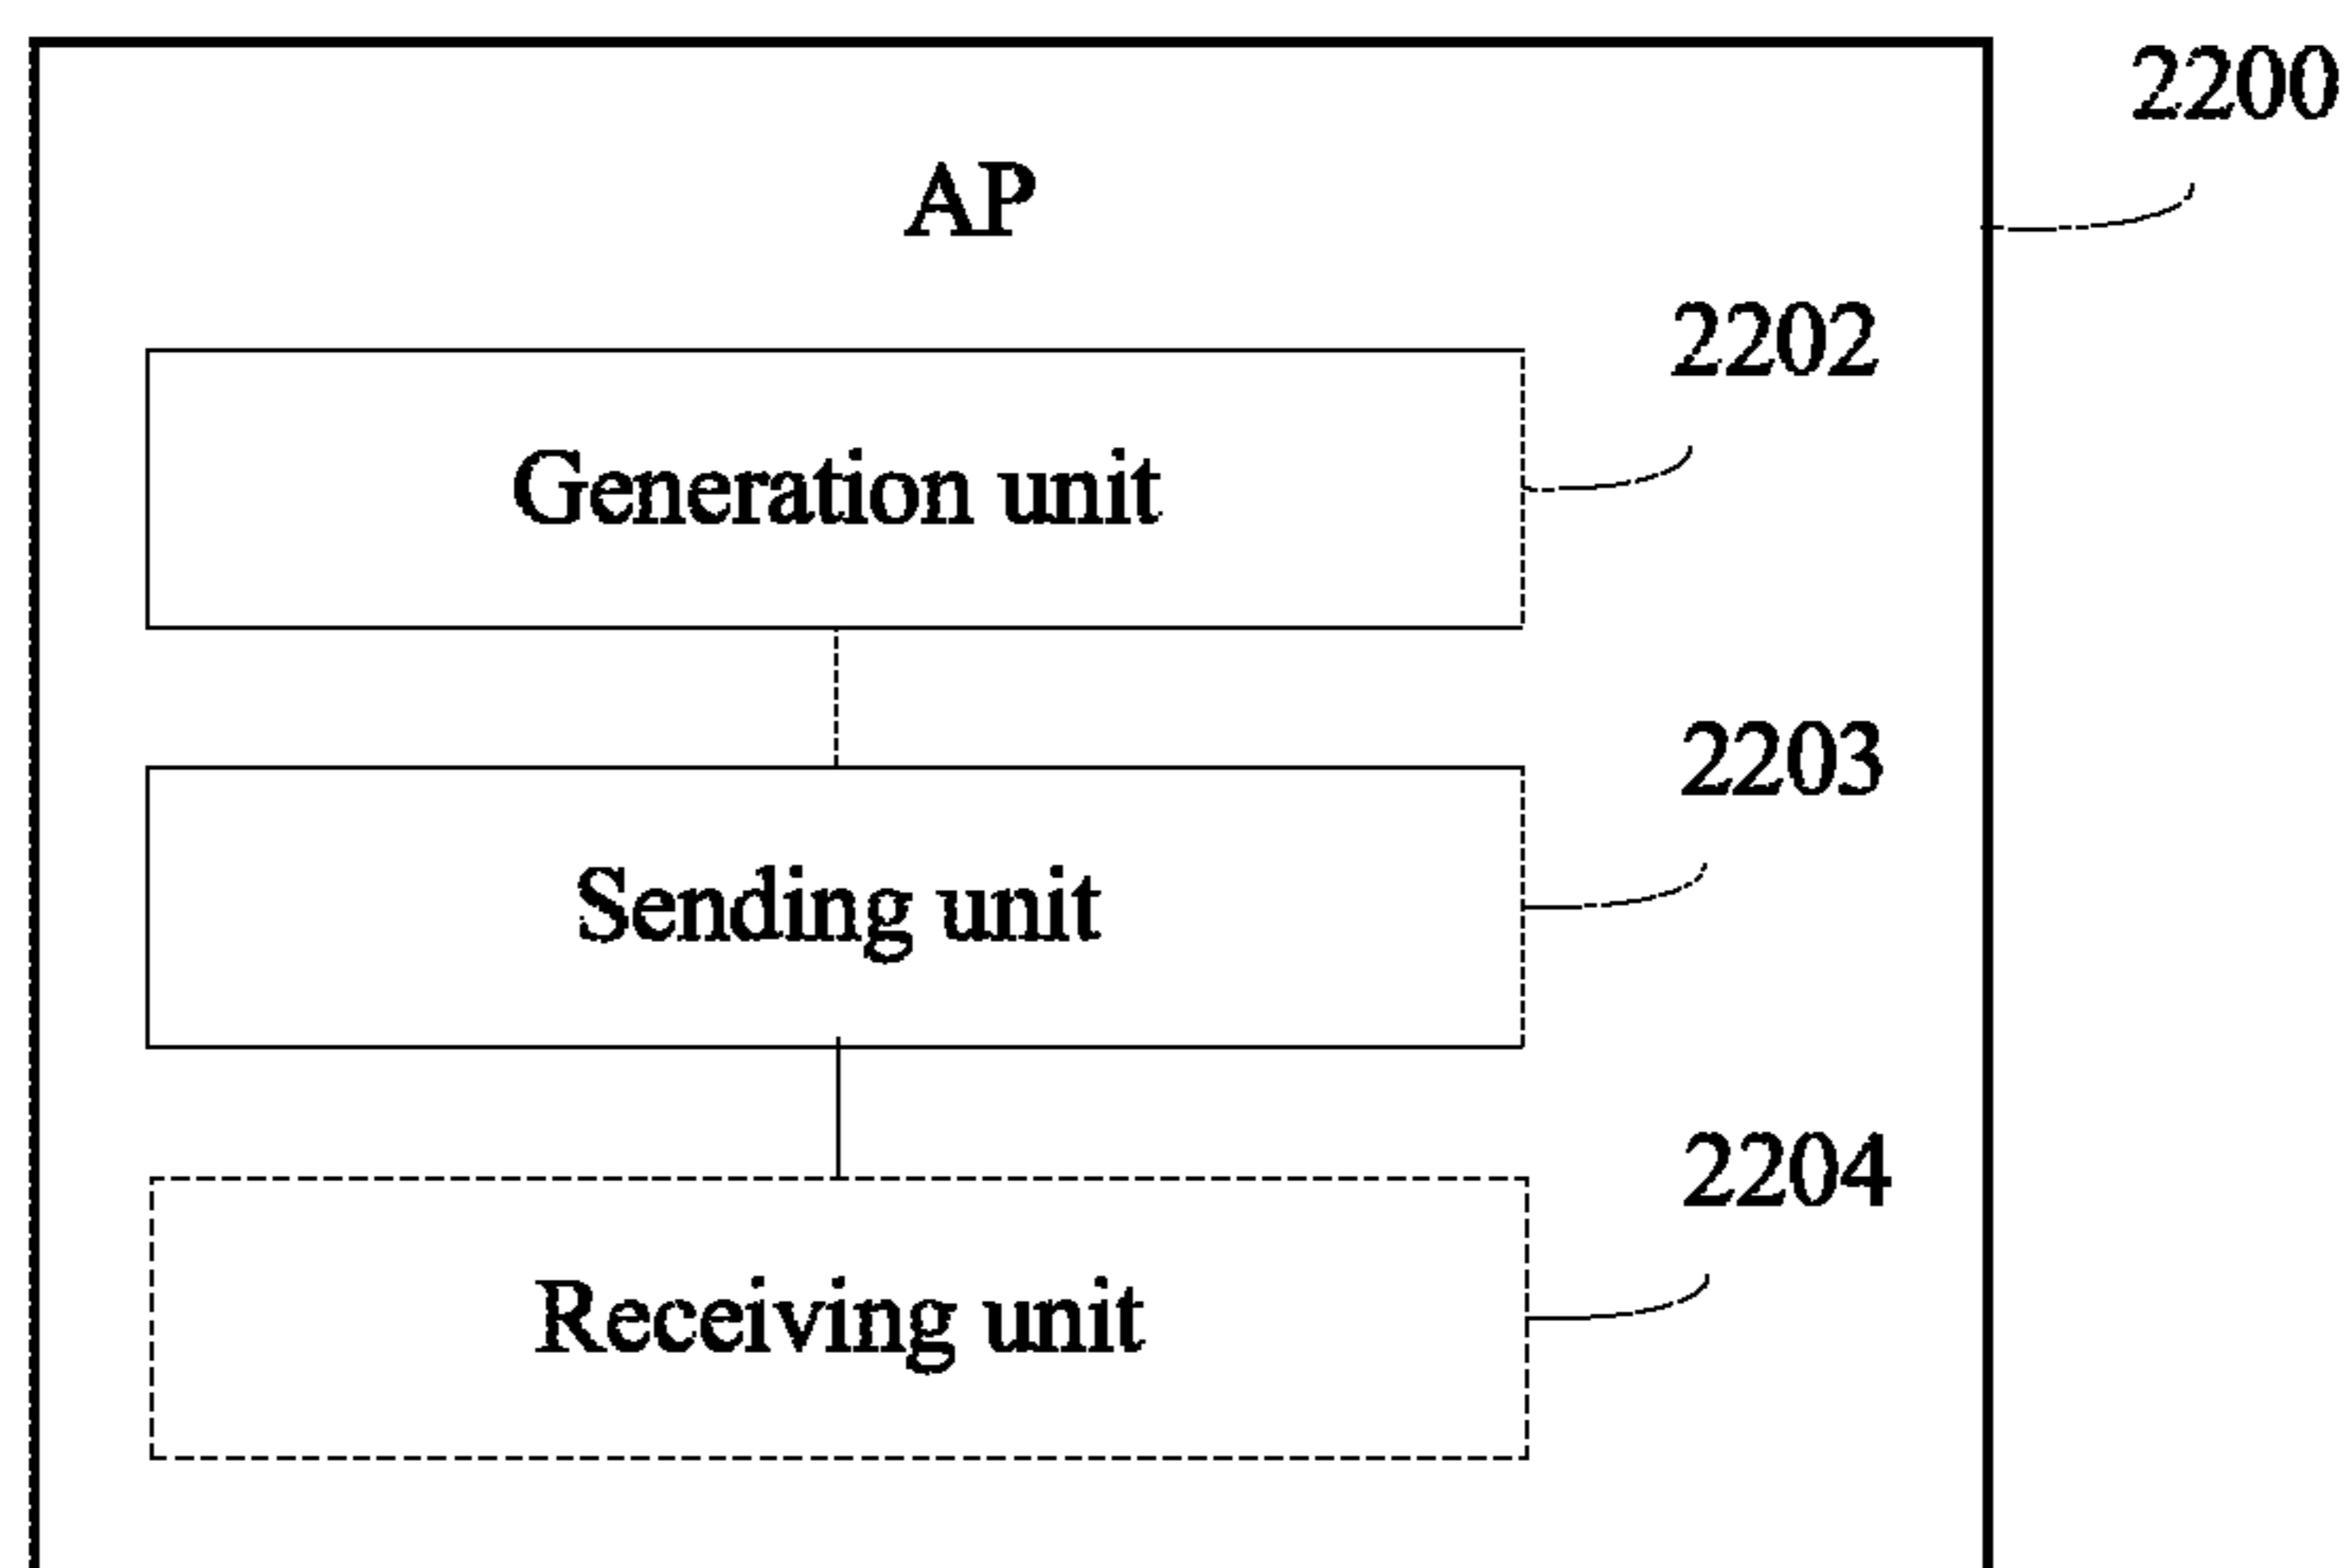 2200
AP
2202
Generation unit
2203
Sending unit
2204
Receiving unit